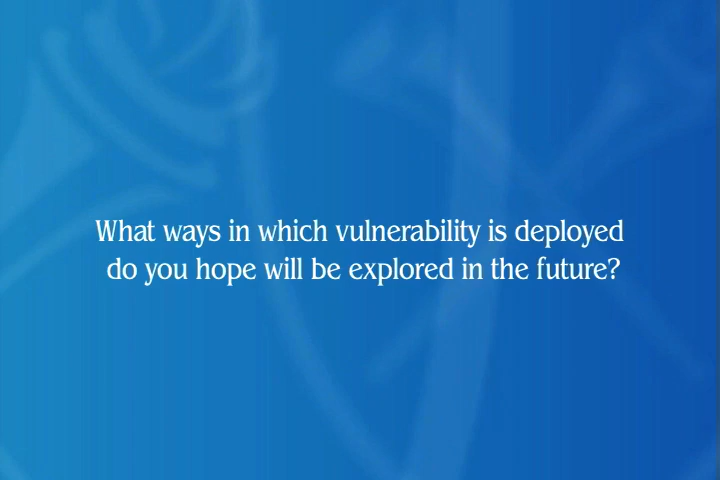 What ways in which vulnerability is deployed
do you hope will be explored in the future?